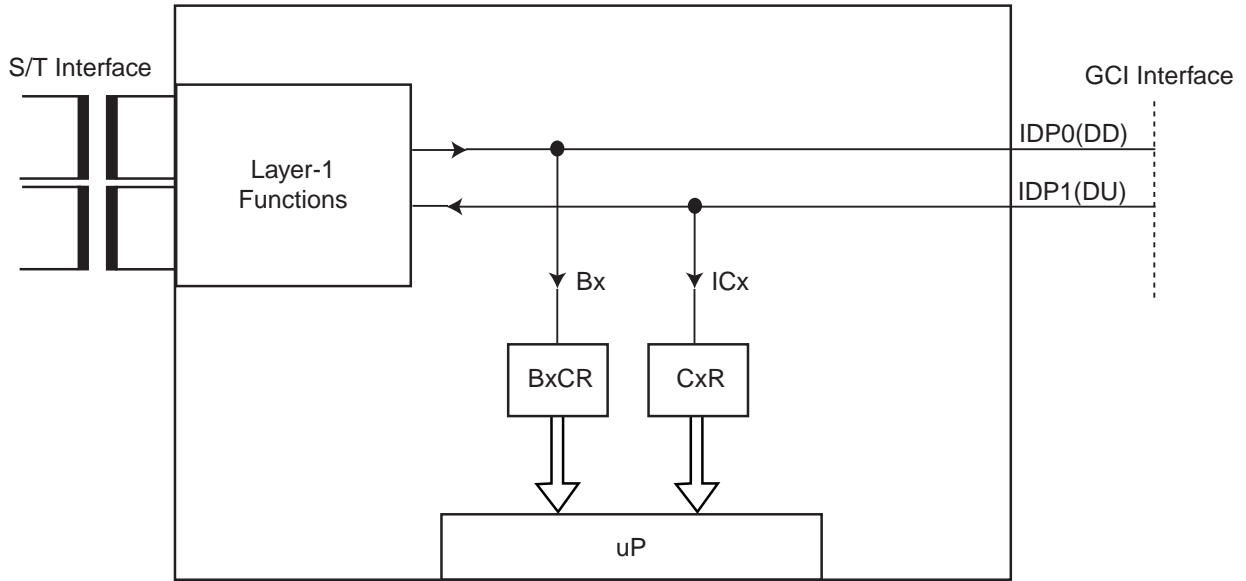 S/T Interface
GCI Interface
IDP0(DD)
Layer-1
Functions
IDP1(DU)
Bx
ICx
BxCR
CxR
uP